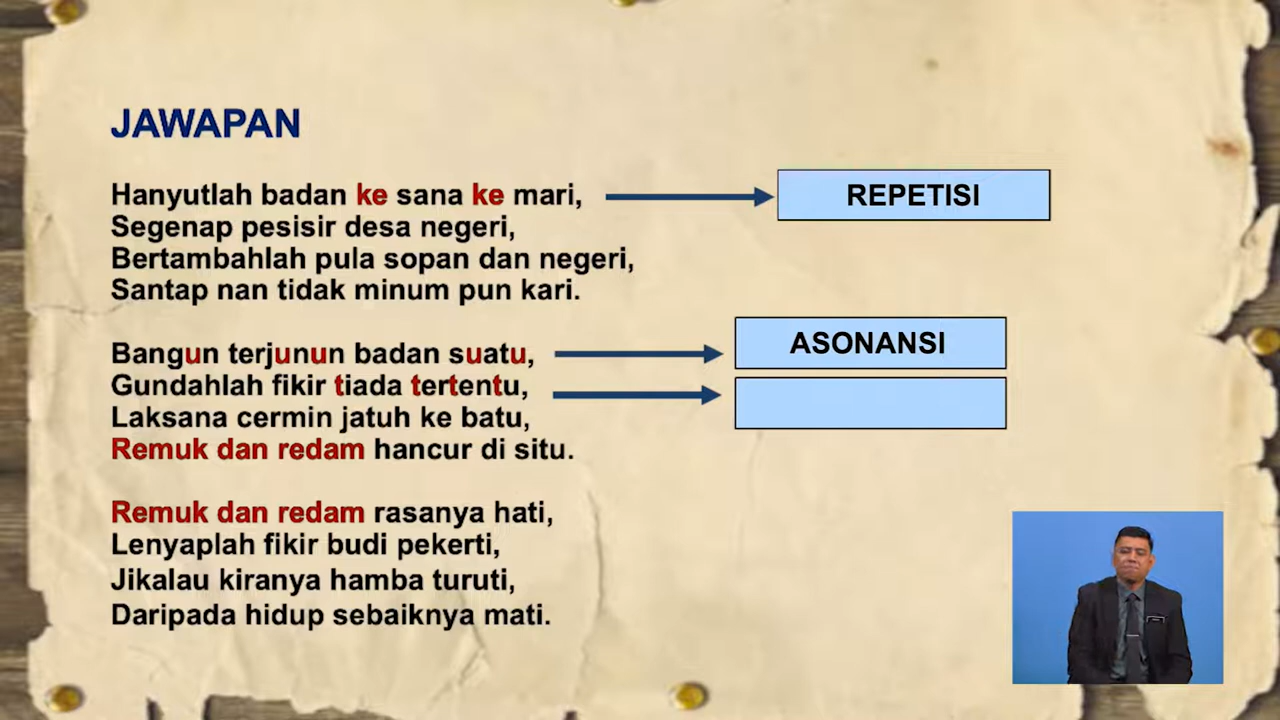 JAWAPAN
Hanyutlah badan ke sana ke mari,
REPETISI
Segenap pesisir desa negeri,
Bertambahlah pula sopan dan negeri,
Santap nan tidak minum pun kari.
Bangun terjunun badan suatu,
ASONANSI
Gundahlah fikir tiada tertentu,
Laksana cermin jatuh ke batu,
Remuk dan redam hancur di situ.
Remuk dan redam rasanya hati,
Lenyaplah fikir budi pekerti,
Jikalau kiranya hamba turuti,
Daripada hidup sebaiknya mati.